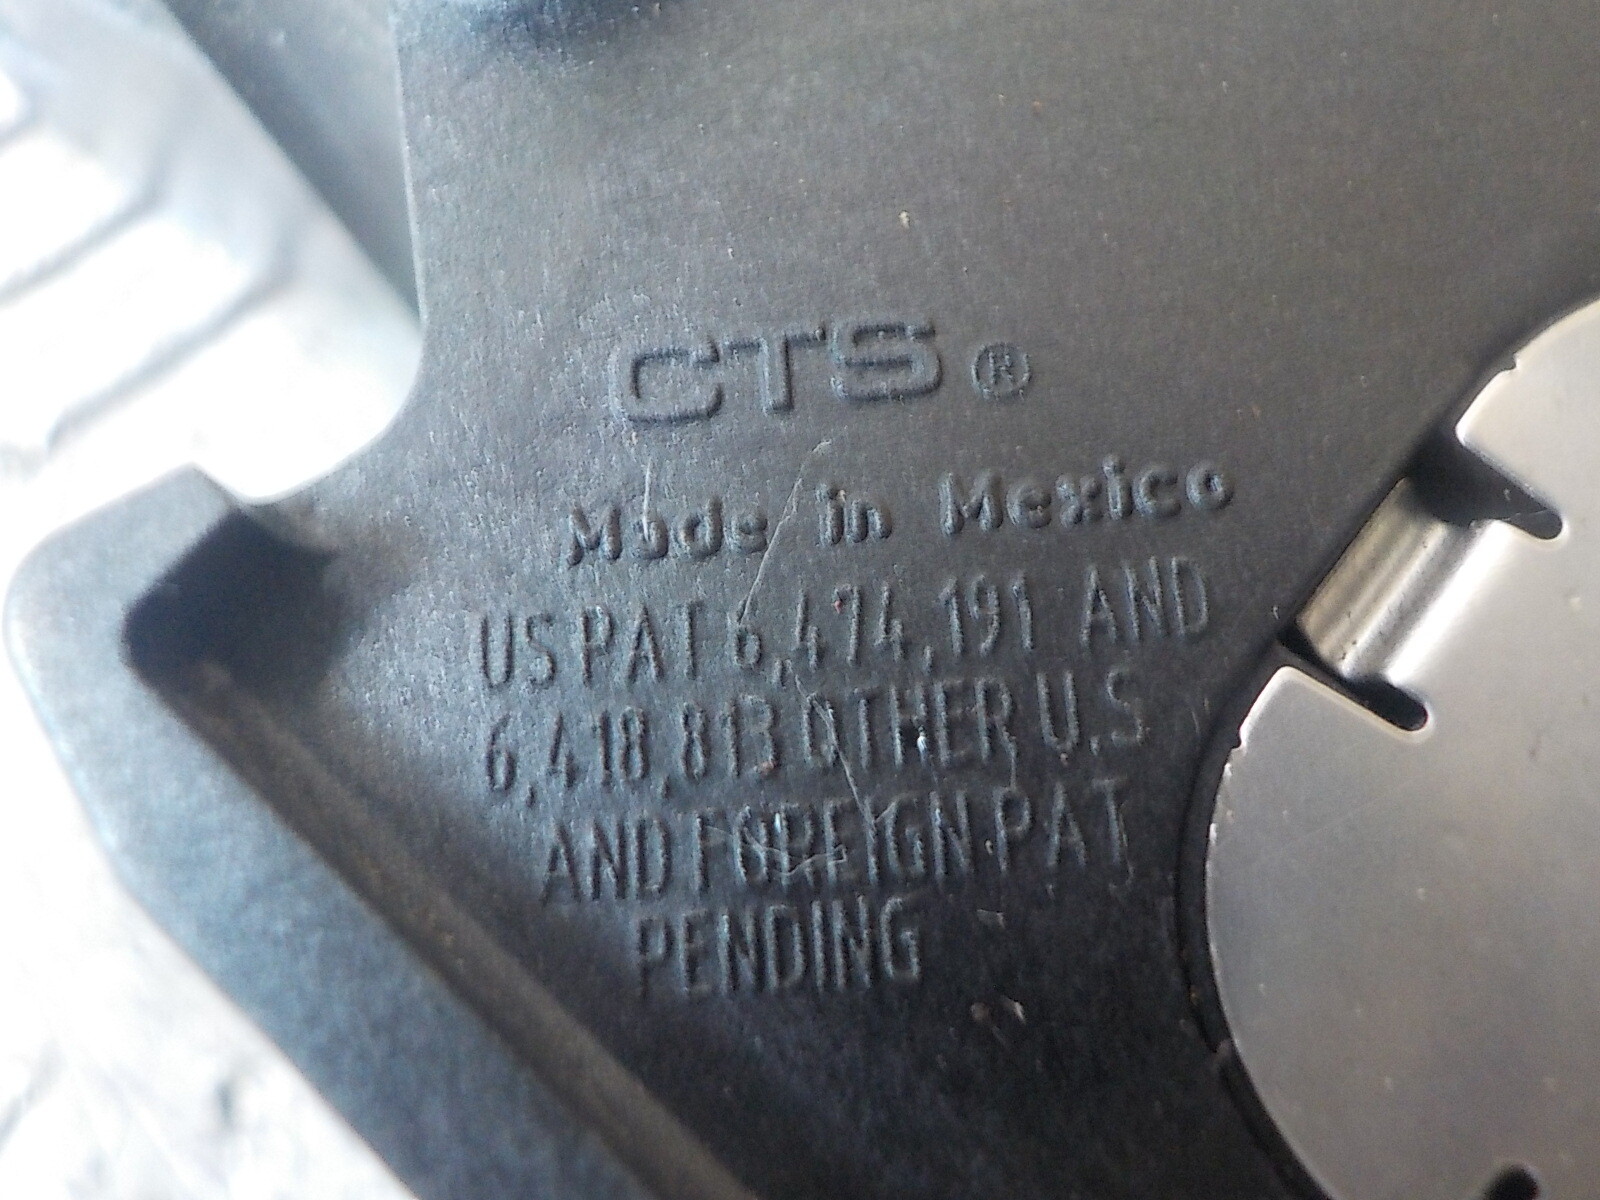 CTS ®
Made in Mexico
US PAT 6,474,191 AND
6,418,813 OTHER U.S
AND FOREIGN PAT
PENDING